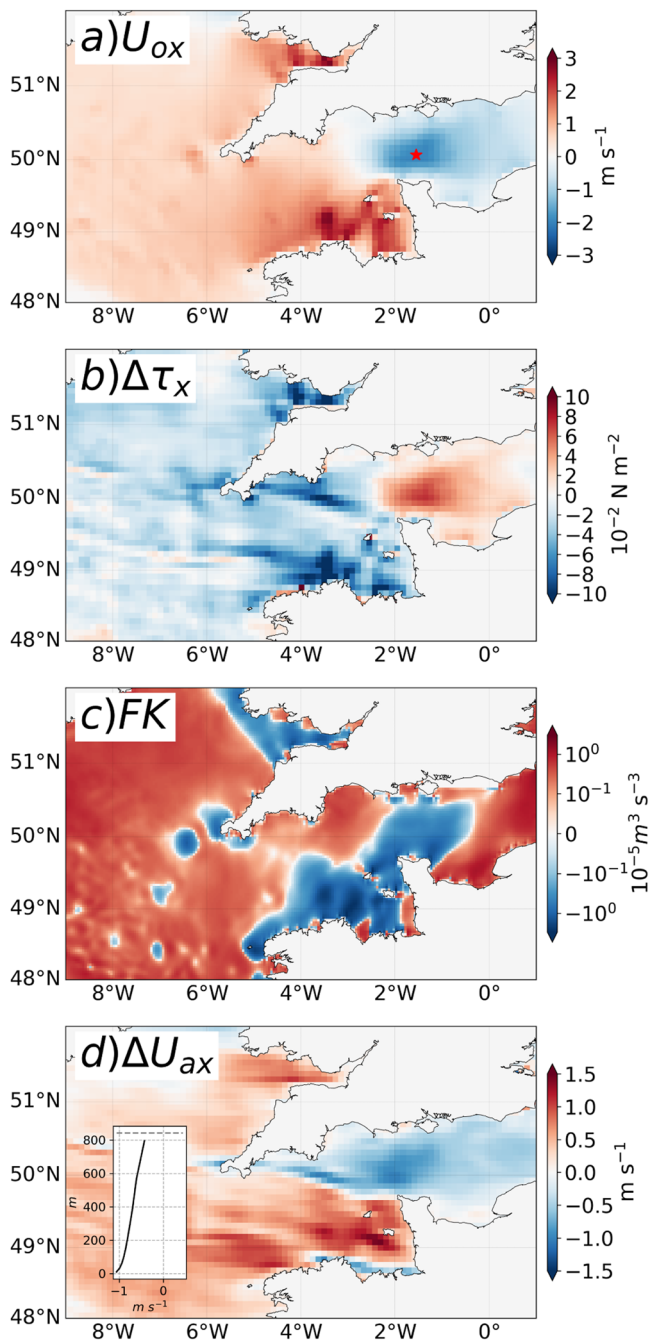 a) U_ox
51°N
50°N
49°N
48°N
8°W 6°W 4°W 2°W 0°
3
2
1
0
−1
−2
−3
m s⁻¹
b) Δτ_x
51°N
50°N
49°N
48°N
8°W 6°W 4°W 2°W 0°
10
8
6
4
2
0
−2
−4
−6
−8
−10
10⁻² N m⁻²
c) FK
51°N
50°N
49°N
48°N
8°W 6°W 4°W 2°W 0°
10⁰
10⁻¹
0
−10⁻¹
−10⁰
10⁻⁵m³ s⁻³
d) ΔU_ax
51°N
50°N
49°N
48°N
8°W 6°W 4°W 2°W 0°
800
600
400
200
0
m
−1 0
m s⁻¹
1.5
1.0
0.5
0.0
−0.5
−1.0
−1.5
m s⁻¹